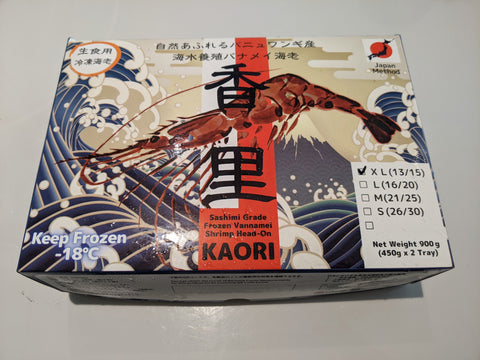 生食用
冷凍海老
自然あふれるバニュワンギ産
海水養殖バナメイ海老
Japan
Method
香里
X L (13/15)
L (16/20)
M (21/25)
S (26/30)
Sashimi Grade
Frozen Vannamei
Shrimp Head-On
KAORI
Keep Frozen
-18°C
Net Weight 900g
(450g x 2 Tray)